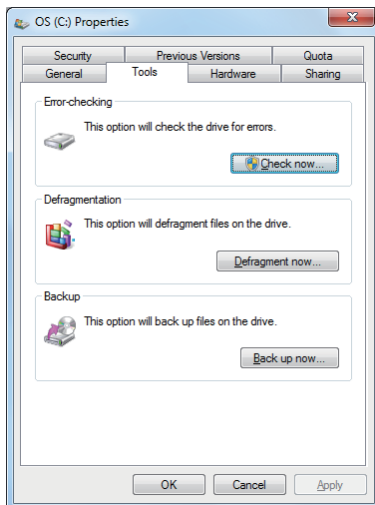 OS (C:) Properties
Security Previous Versions Quota
General Tools Hardware Sharing
Error-checking
This option will check the drive for errors.
Check now...
Defragmentation
This option will defragment files on the drive.
Defragment now...
Backup
This option will back up files on the drive.
Back up now...
OK Cancel Apply